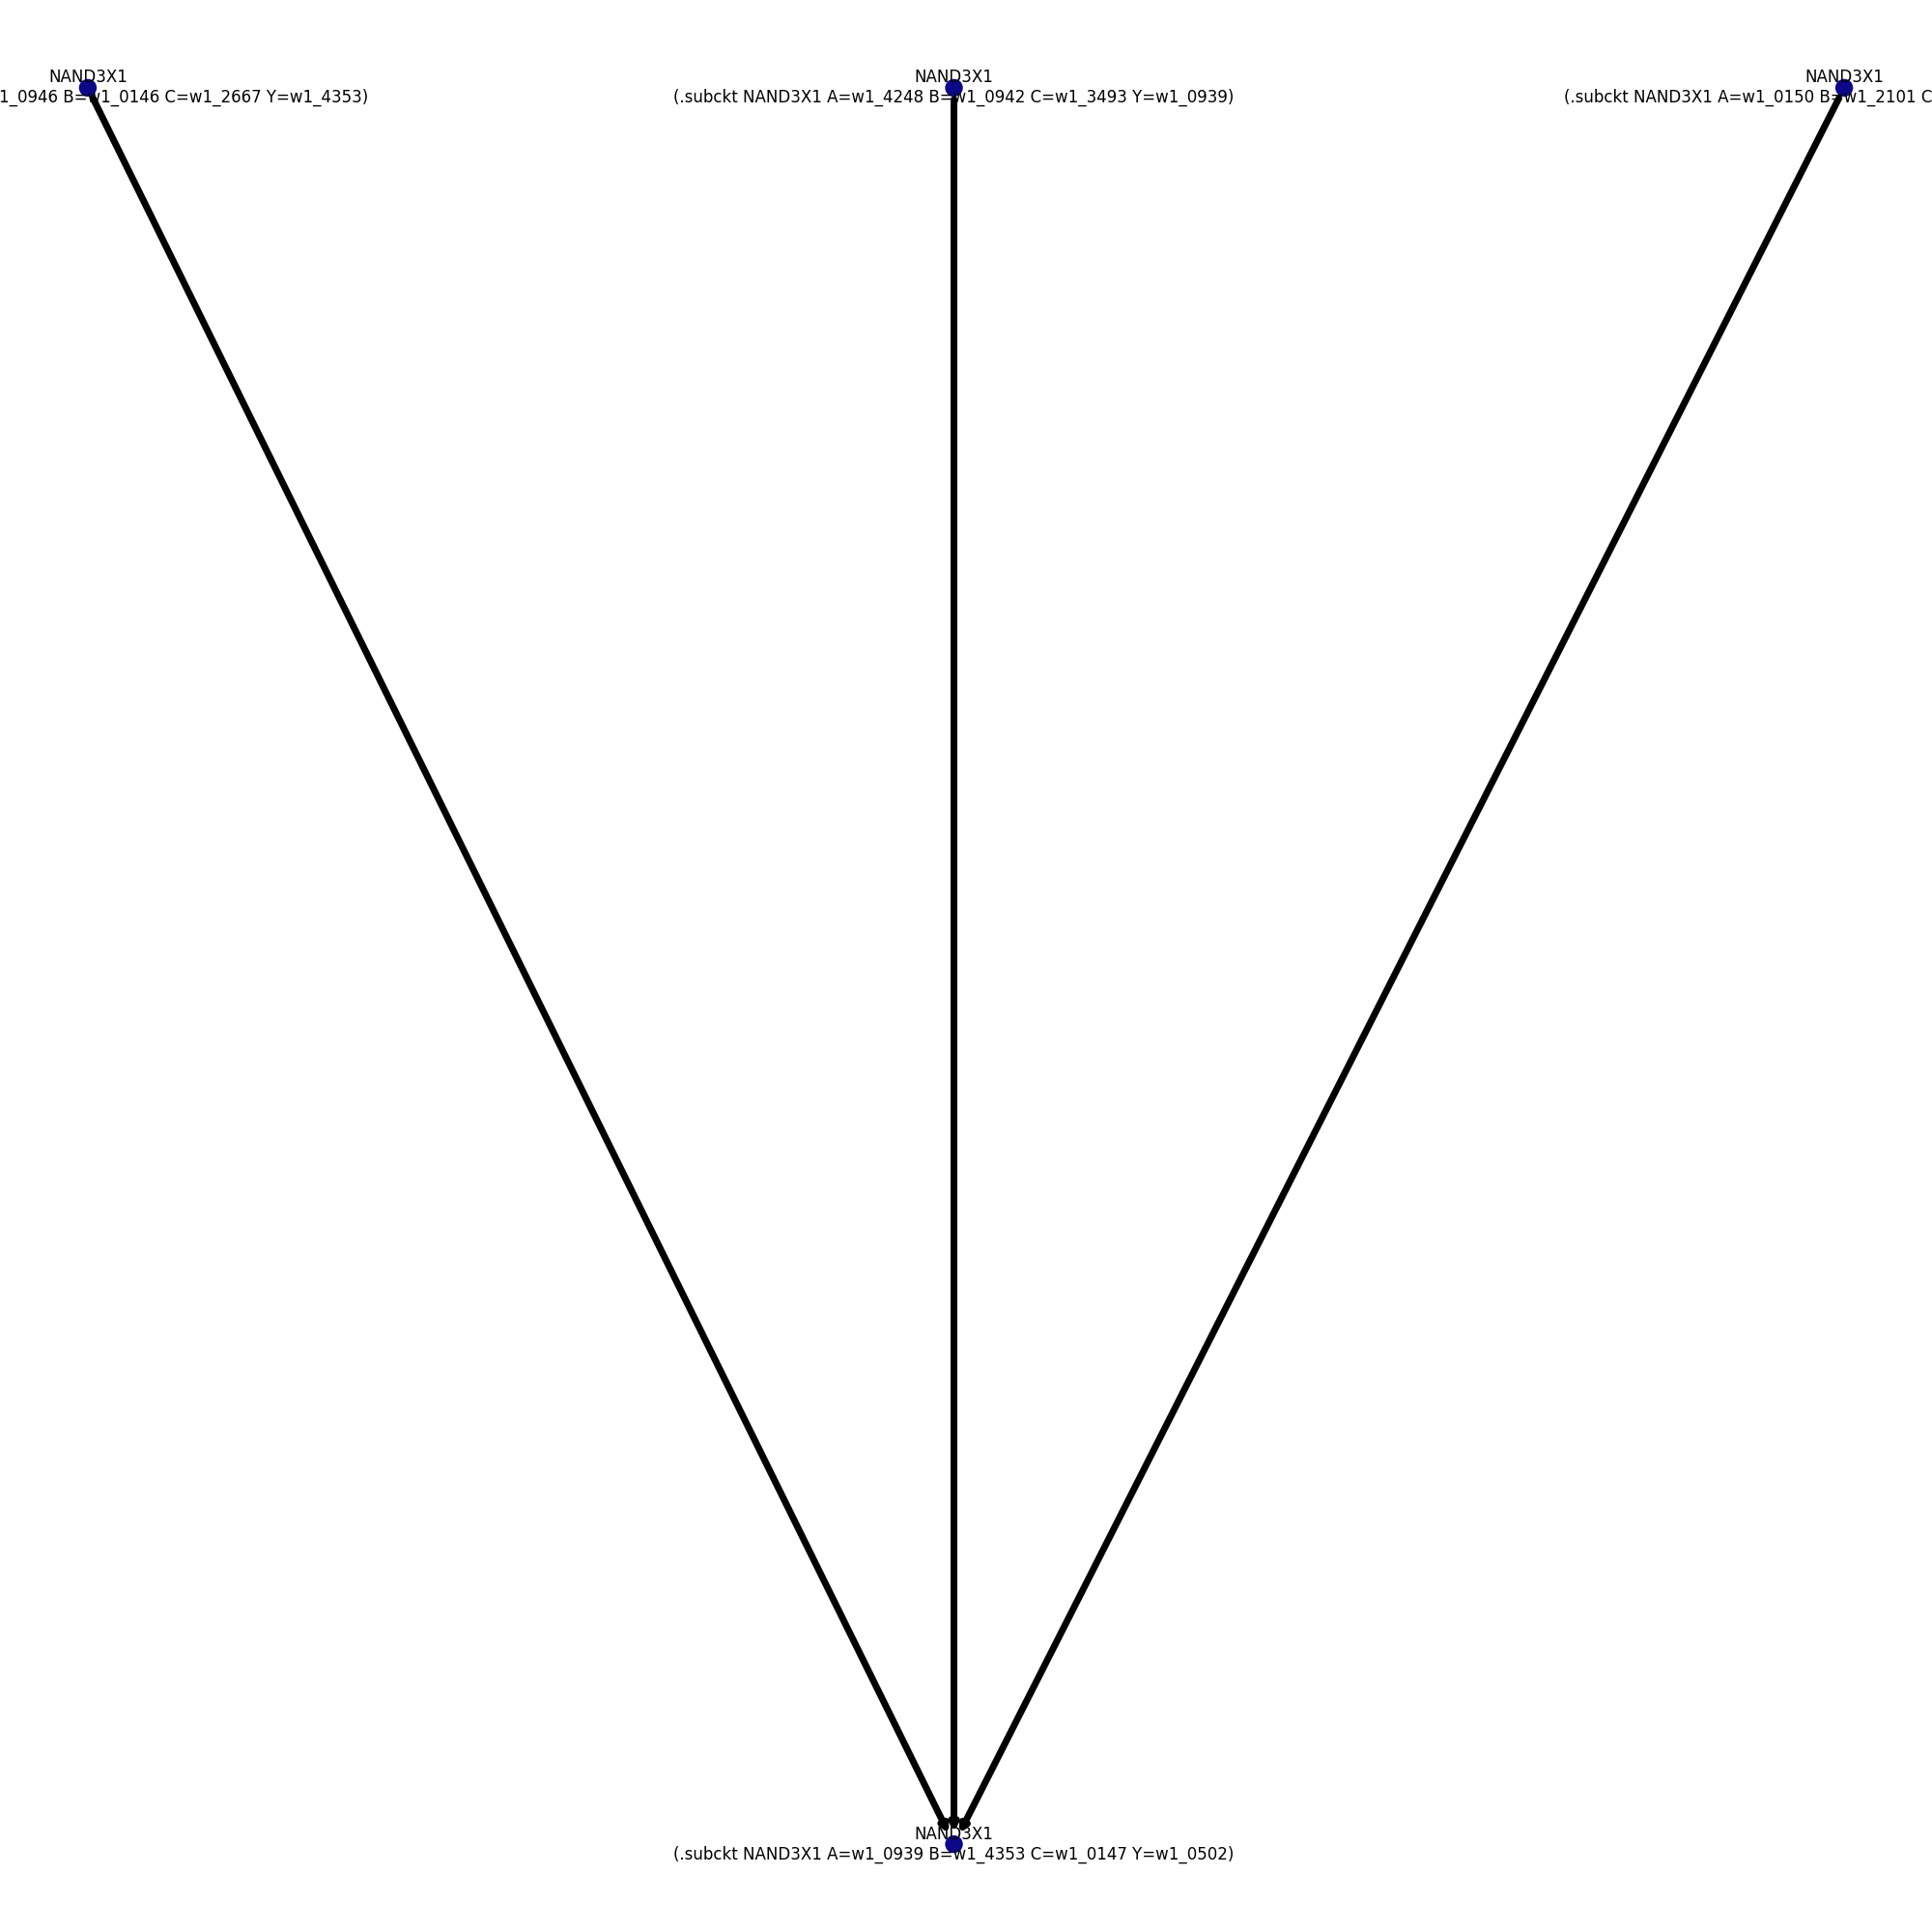 NAND3X1
1_0946 B=w1_0146 C=w1_2667 Y=w1_4353)
NAND3X1
(.subckt NAND3X1 A=w1_4248 B=w1_0942 C=w1_3493 Y=w1_0939)
NAND3X1
(.subckt NAND3X1 A=w1_0150 B=w1_2101 C
NAND3X1
(.subckt NAND3X1 A=w1_0939 B=w1_4353 C=w1_0147 Y=w1_0502)